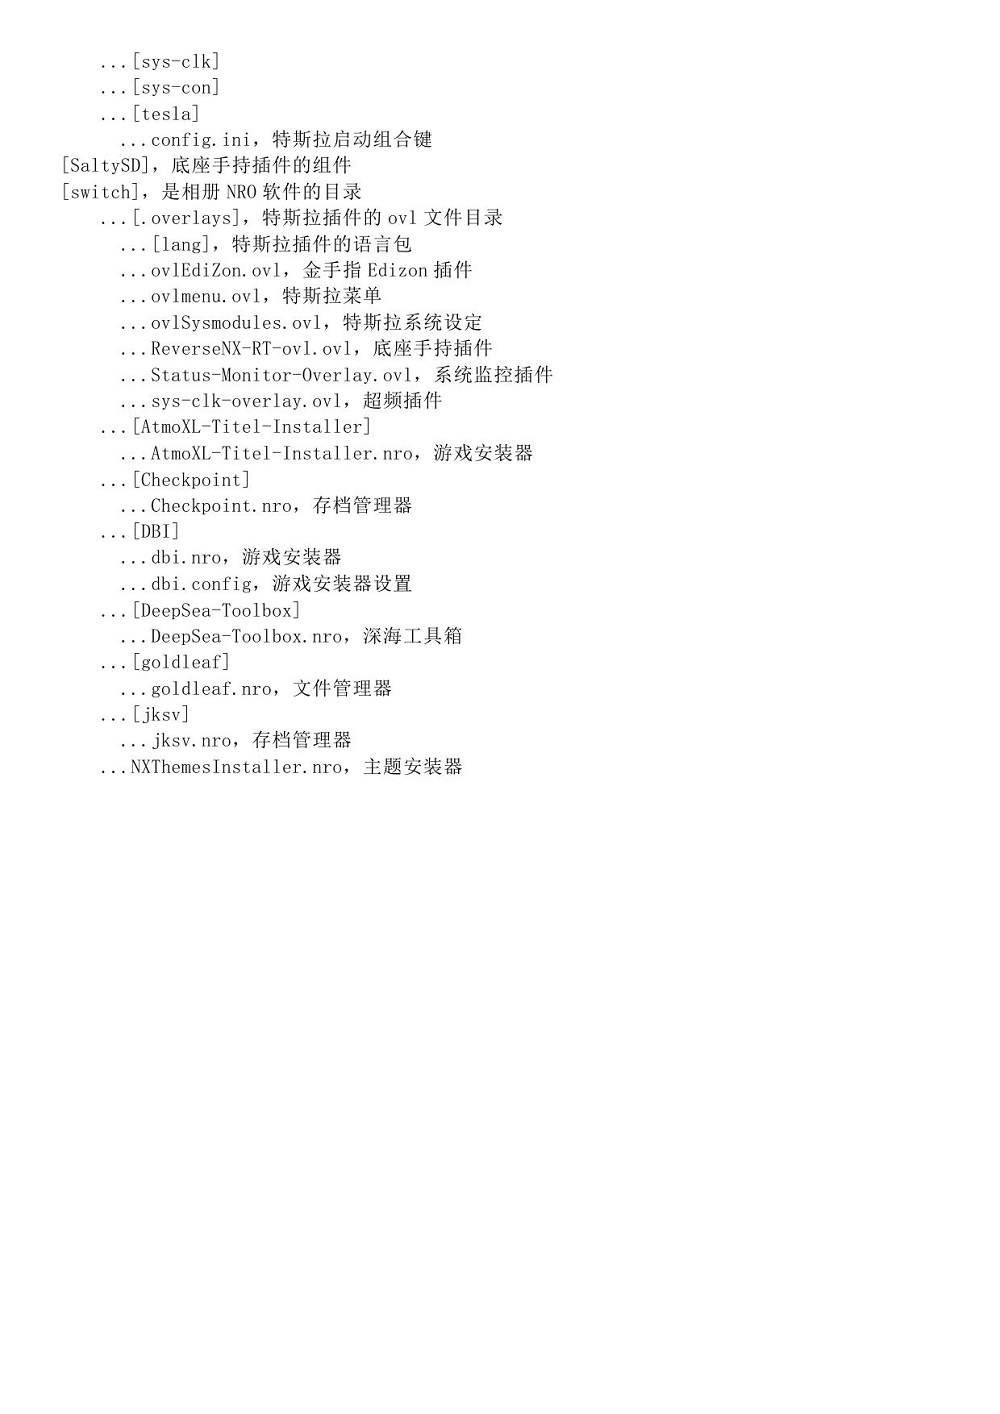 ...[sys-clk]
...[sys-con]
...[tesla]
...config.ini，特斯拉启动组合键
[SaltySD]，底座手持插件的组件
[switch]，是相册 NRO 软件的目录
...[.overlays]，特斯拉插件的 ovl 文件目录
...[lang]，特斯拉插件的语言包
...ovlEdiZon.ovl，金手指 Edizon 插件
...ovlmenu.ovl，特斯拉菜单
...ovlSysmodules.ovl，特斯拉系统设定
...ReverseNX-RT-ovl.ovl，底座手持插件
...Status-Monitor-Overlay.ovl，系统监控插件
...sys-clk-overlay.ovl，超频插件
...[AtmoXL-Titel-Installer]
...AtmoXL-Titel-Installer.nro，游戏安装器
...[Checkpoint]
...Checkpoint.nro，存档管理器
...[DBI]
...dbi.nro，游戏安装器
...dbi.config，游戏安装器设置
...[DeepSea-Toolbox]
...DeepSea-Toolbox.nro，深海工具箱
...[goldleaf]
...goldleaf.nro，文件管理器
...[jksv]
...jksv.nro，存档管理器
...NXThemesInstaller.nro，主题安装器